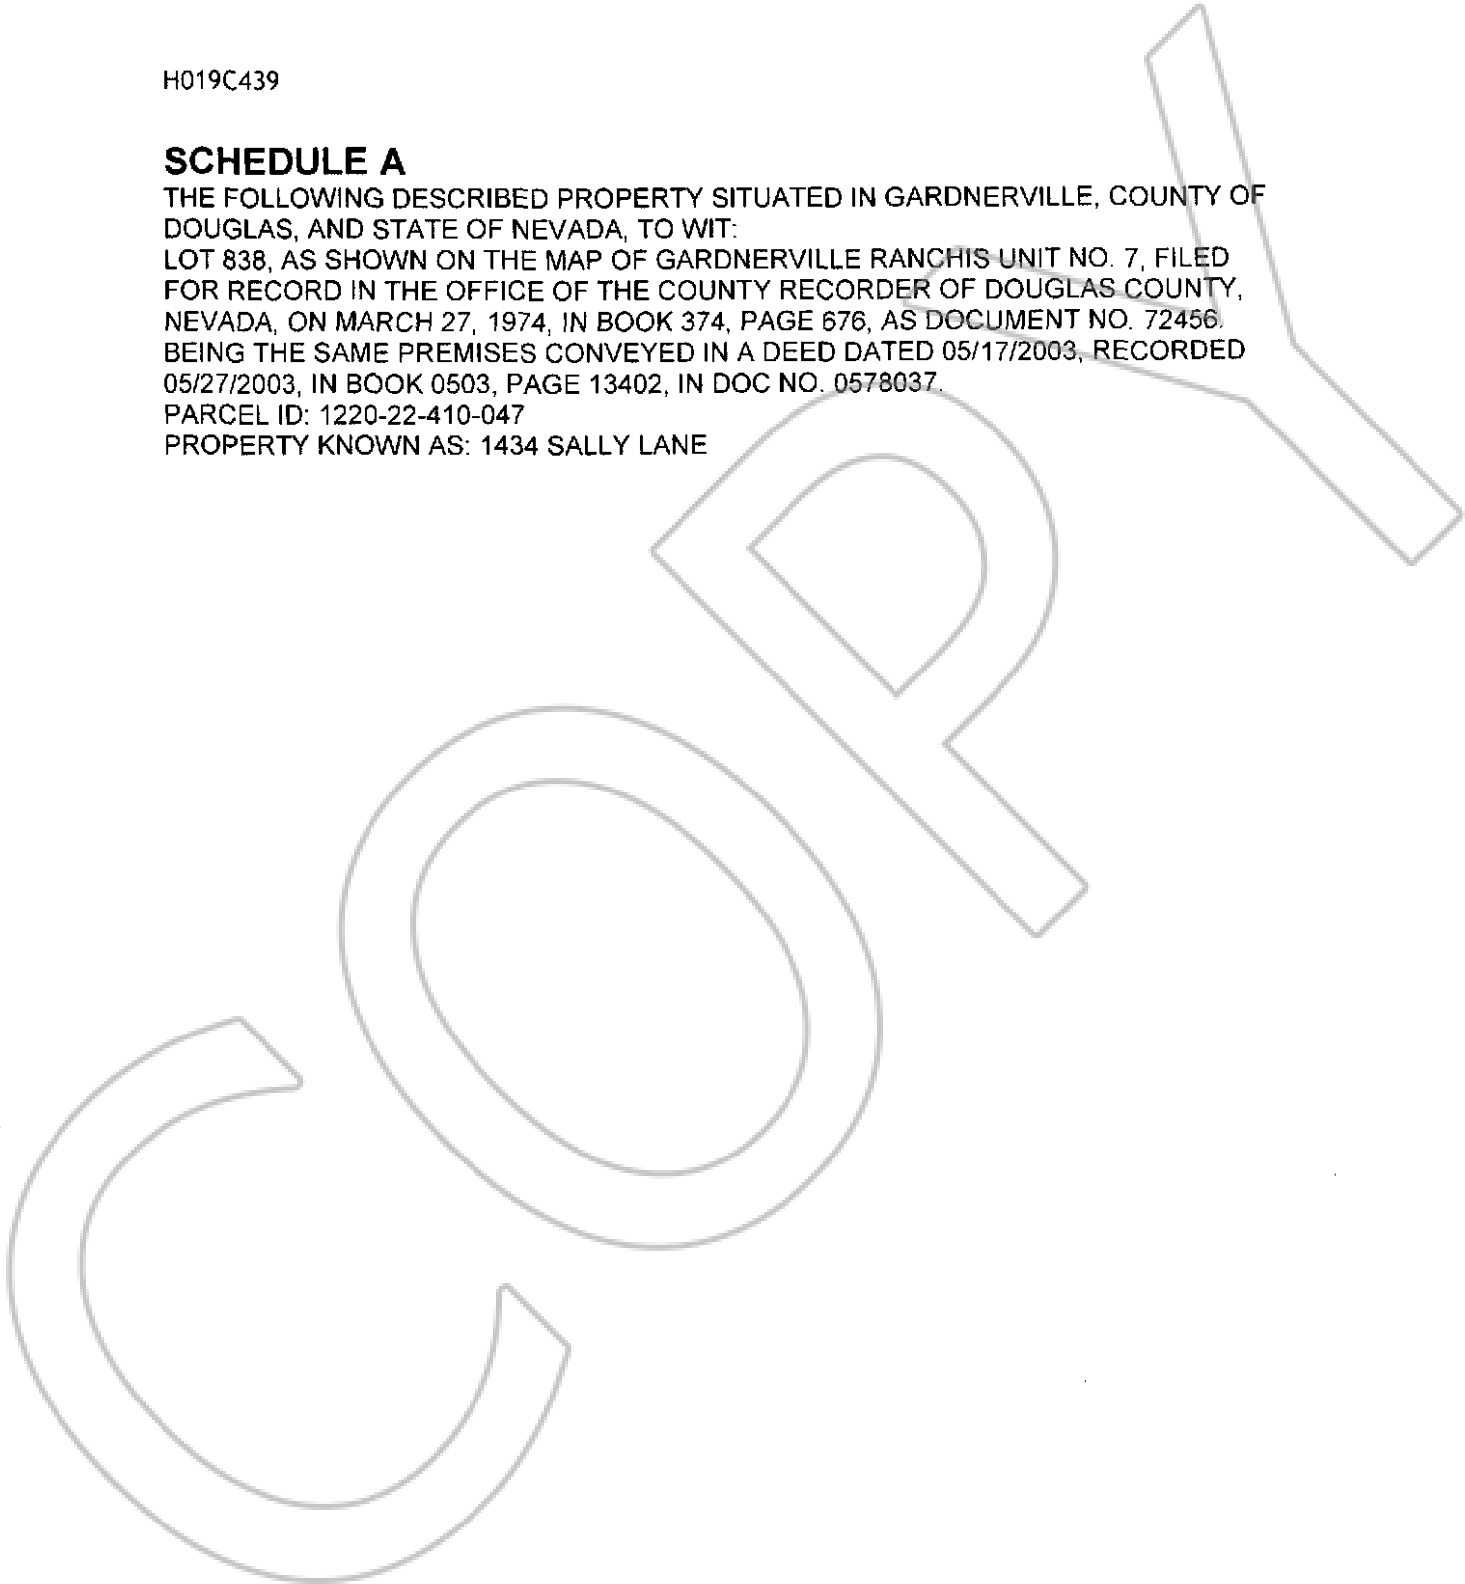 H019C439
SCHEDULE A
THE FOLLOWING DESCRIBED PROPERTY SITUATED IN GARDNERVILLE, COUNTY OF
DOUGLAS, AND STATE OF NEVADA, TO WIT:
LOT 838, AS SHOWN ON THE MAP OF GARDNERVILLE RANCHIS UNIT NO. 7, FILED
FOR RECORD IN THE OFFICE OF THE COUNTY RECORDER OF DOUGLAS COUNTY,
NEVADA, ON MARCH 27, 1974, IN BOOK 374, PAGE 676, AS DOCUMENT NO. 72456.
BEING THE SAME PREMISES CONVEYED IN A DEED DATED 05/17/2003, RECORDED
05/27/2003, IN BOOK 0503, PAGE 13402, IN DOC NO. 0578037.
PARCEL ID: 1220-22-410-047
PROPERTY KNOWN AS: 1434 SALLY LANE
COPY